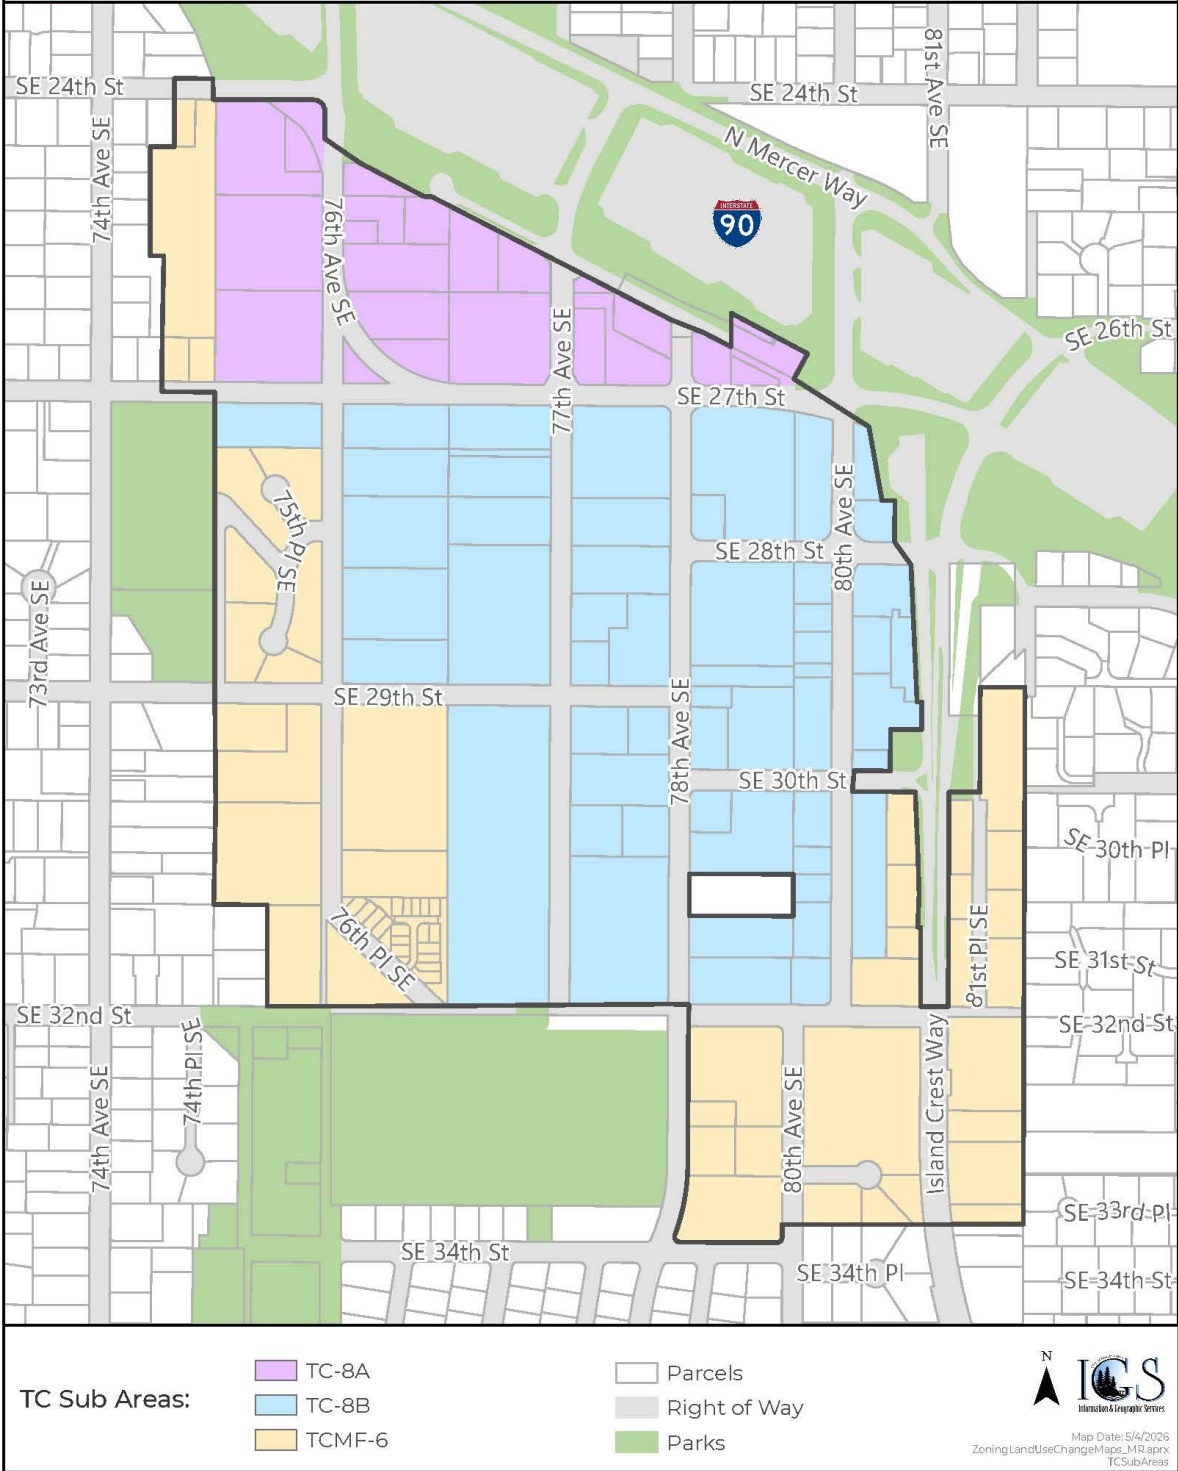 SE 24th St
81st Ave SE
SE 24th St
N Mercer Way
74th Ave SE
INTERSTATE
90
76th Ave SE
77th Ave SE
SE 26th St
SE 27th St
75th Pl SE
80th Ave SE
SE 28th St
73rd Ave SE
SE 29th St
78th Ave SE
SE 30th St
SE 30th Pl
76th Pl SE
81st Pl SE
SE 31st St
SE 32nd St
74th Pl SE
SE 32nd St
Island Crest Way
74th Ave SE
80th Ave SE
SE 33rd Pl
SE 34th St
SE 34th Pl
SE 34th St
TC Sub Areas:
TC-8A
TC-8B
TCMF-6
Parcels
Right of Way
Parks
N
IGS
Information & Geographic Services
Map Date: 5/4/2026
ZoningLandUseChangeMaps_MR.aprx
TCSubAreas